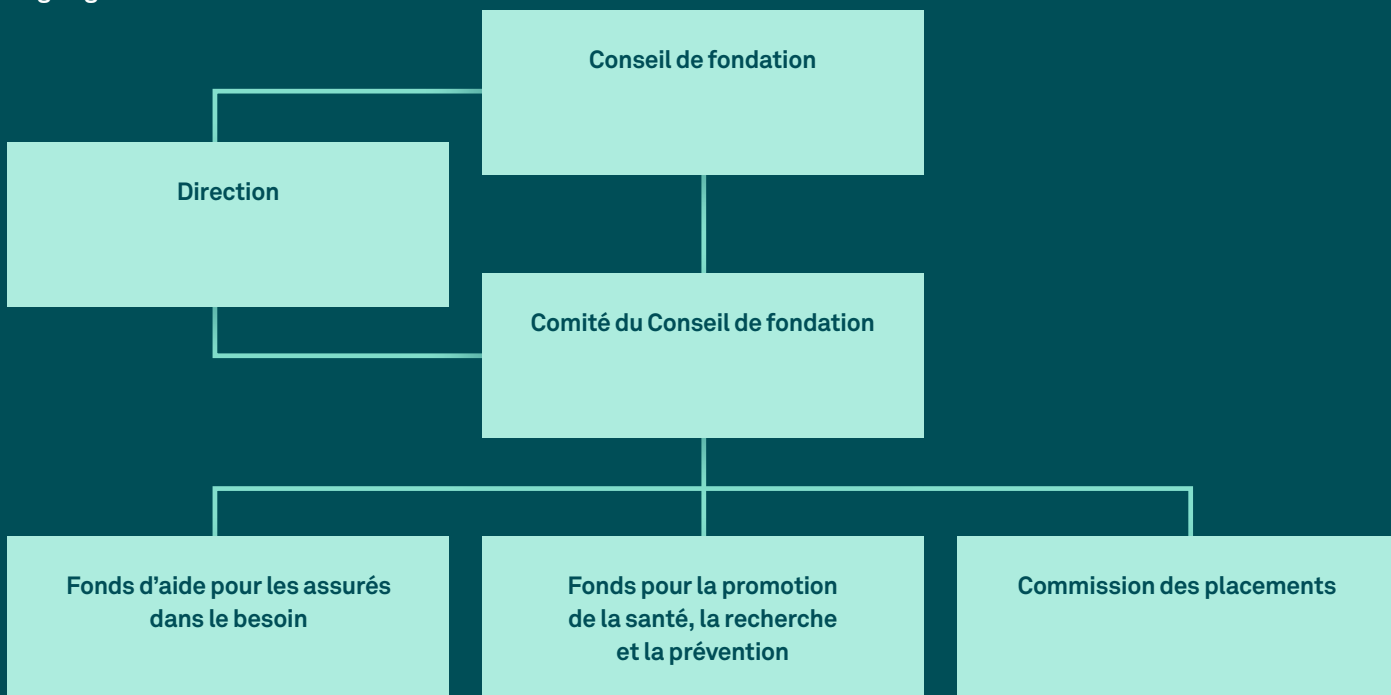 Conseil de fondation
Direction
Comité du Conseil de fondation
Fonds d’aide pour les assurés
dans le besoin
Fonds pour la promotion
de la santé, la recherche
et la prévention
Commission des placements